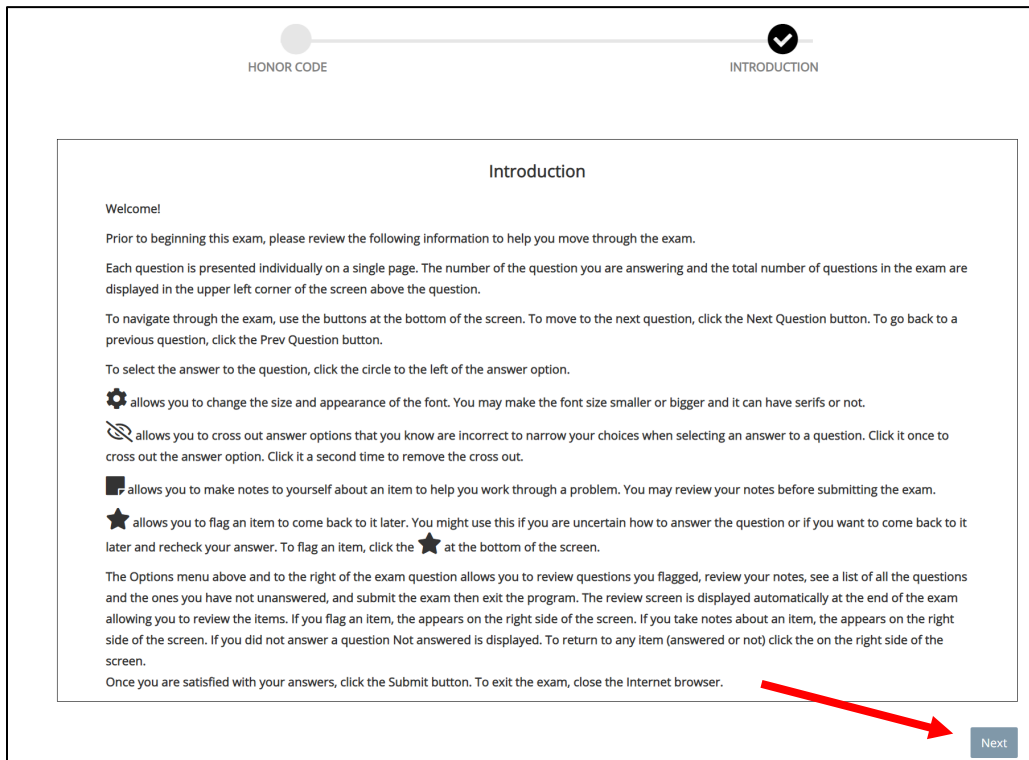 HONOR CODE
INTRODUCTION
Introduction
Welcome!
Prior to beginning this exam, please review the following information to help you move through the exam.
Each question is presented individually on a single page. The number of the question you are answering and the total number of questions in the exam are
displayed in the upper left corner of the screen above the question.
To navigate through the exam, use the buttons at the bottom of the screen. To move to the next question, click the Next Question button. To go back to a
previous question, click the Prev Question button.
To select the answer to the question, click the circle to the left of the answer option.
allows you to change the size and appearance of the font. You may make the font size smaller or bigger and it can have serifs or not.
allows you to cross out answer options that you know are incorrect to narrow your choices when selecting an answer to a question. Click it once to
cross out the answer option. Click it a second time to remove the cross out.
allows you to make notes to yourself about an item to help you work through a problem. You may review your notes before submitting the exam.
allows you to flag an item to come back to it later. You might use this if you are uncertain how to answer the question or if you want to come back to it
later and recheck your answer. To flag an item, click the at the bottom of the screen.
The Options menu above and to the right of the exam question allows you to review questions you flagged, review your notes, see a list of all the questions
and the ones you have not unanswered, and submit the exam then exit the program. The review screen is displayed automatically at the end of the exam
allowing you to review the items. If you flag an item, the appears on the right side of the screen. If you take notes about an item, the appears on the right
side of the screen. If you did not answer a question Not answered is displayed. To return to any item (answered or not) click the on the right side of the
screen.
Once you are satisfied with your answers, click the Submit button. To exit the exam, close the Internet browser.
Next